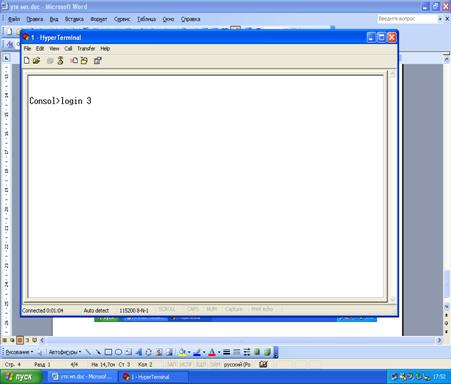 утк мп.doc - Microsoft Word
Файл Правка Вид Вставка Формат Сервис Таблица Окно Справка
Введите вопрос
1 - HyperTerminal
File Edit View Call Transfer Help
Consol>login 3
Connected 0:01:04 Auto detect 115200 8-N-1 SCROLL CAPS NUM Capture Print echo
Рисование Автофигуры
Стр. 4 Разд 1 4/4 На 14,7см Ст 3 Кол 2 ЗАП ИСПР ВДЛ ЗАМ русский (Ро
пуск утк мп.doc - Microsof... 1 - HyperTerminal 17:52